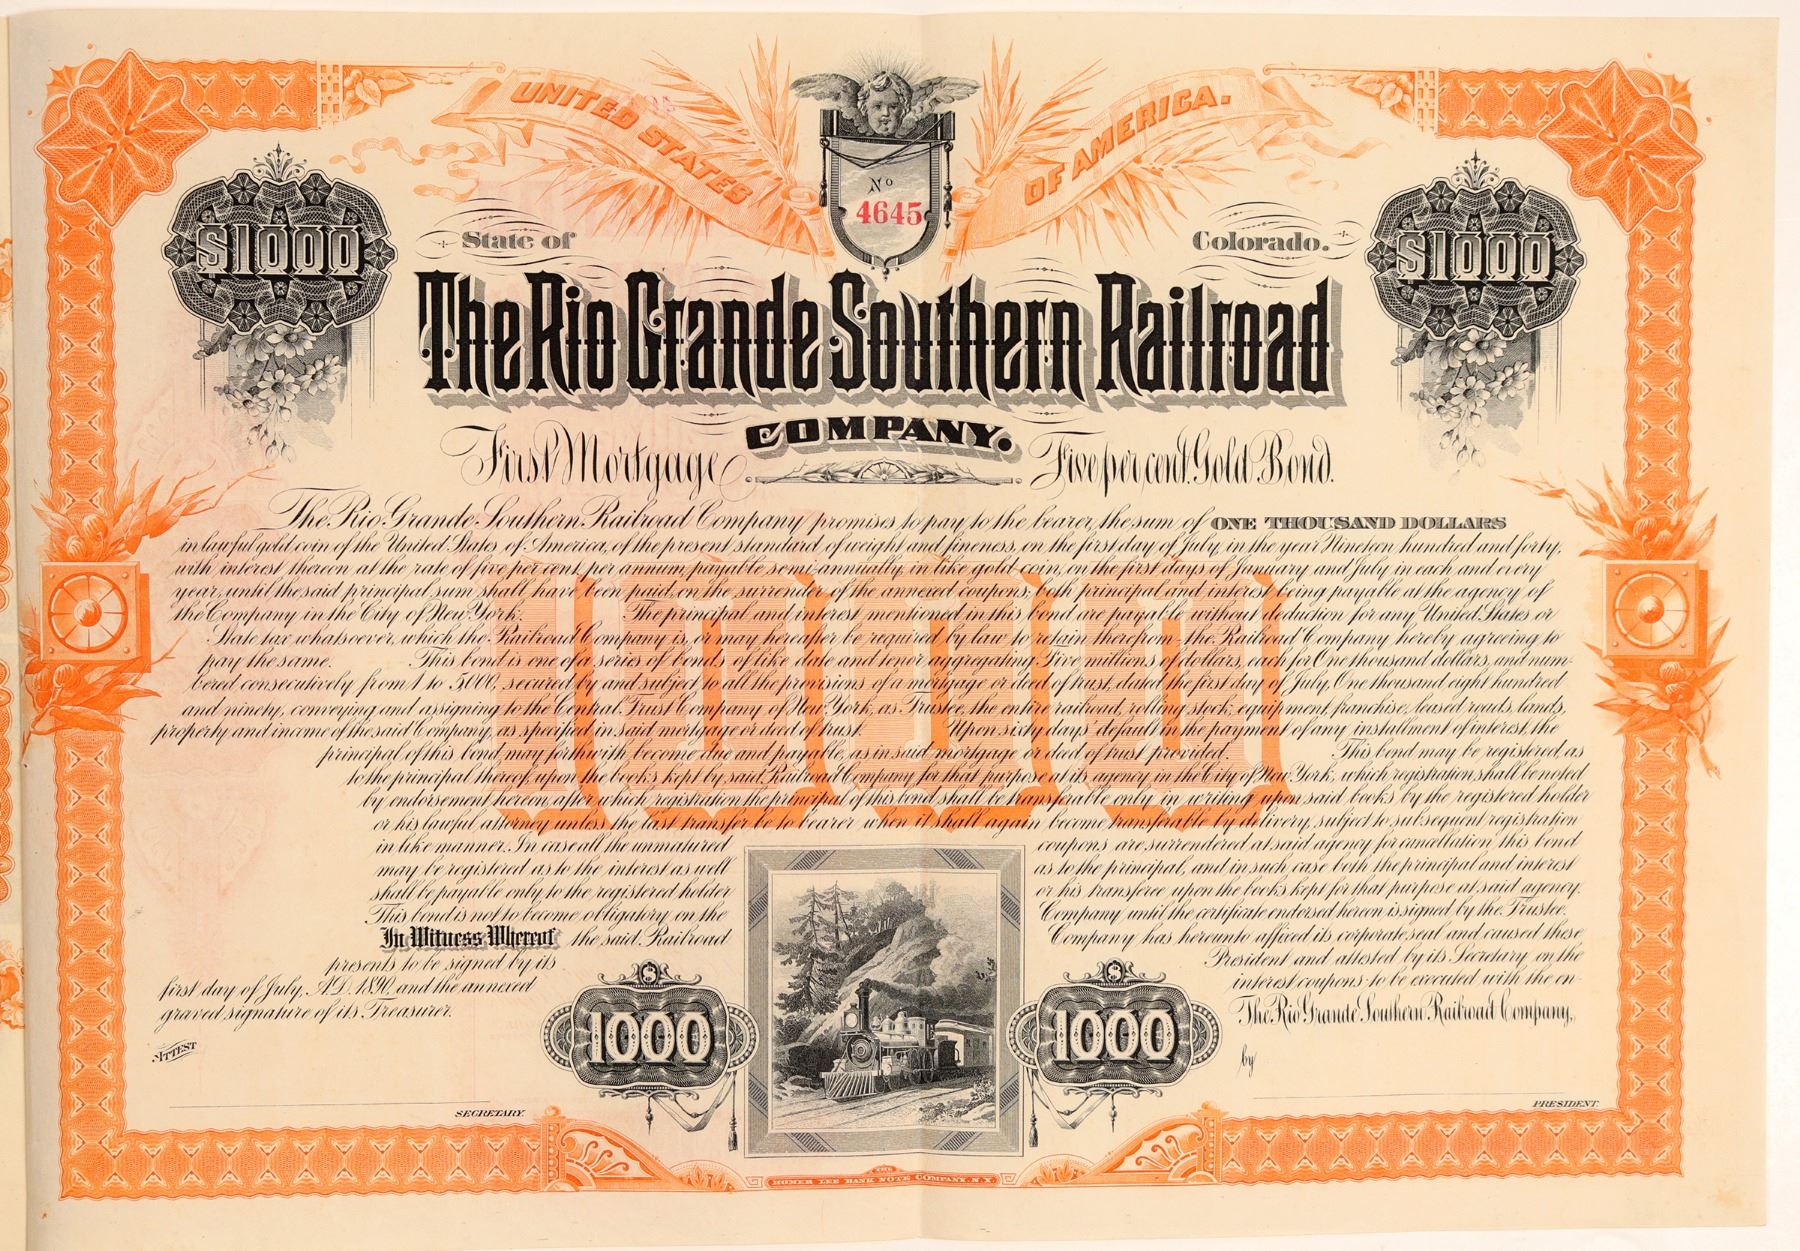 UNITED STATES OF AMERICA.
No
4645
$1000 $1000
State of Colorado.
The Rio Grande Southern Railroad
COMPANY.
First Mortgage Five per cent. Gold Bond.
The Rio Grande Southern Railroad Company promises to pay to the bearer, the sum of ONE THOUSAND DOLLARS
in lawful gold coin of the United States of America, of the present standard of weight and fineness, on the first day of July, in the year Nineteen hundred and forty,
with interest thereon at the rate of five per cent. per annum, payable semi-annually in like gold coin, on the first days of January and July in each and every
year, until the said principal sum shall have been paid, on the surrender of the annexed coupons; both principal and interest being payable at the agency of
the Company in the City of New York. The principal and interest mentioned in this bond are payable without deduction for any United States or
State tax whatsoever, which the Railroad Company is, or may hereafter be required by law to retain therefrom—the Railroad Company hereby agreeing to
pay the same. This bond is one of a series of bonds of like date and tenor aggregating Five millions of dollars, each for One thousand dollars, and num-
bered consecutively from 1 to 5000, secured by and subject to all the provisions of a mortgage or deed of trust, dated the first day of July, One thousand eight hundred
and ninety, conveying and assigning to the Central Trust Company of New York, as Trustee, the entire railroad, rolling stock, equipment, franchise, leased roads, lands,
property and income of the said Company, as specified in said mortgage or deed of trust. Upon sixty days' default in the payment of any installment of interest, the
principal of this bond may forthwith become due and payable, as in said mortgage or deed of trust provided. This bond may be registered as
to the principal thereof, upon the books kept by said Railroad Company for that purpose at its agency in the City of New York, which registration shall be noted
by endorsement hereon, after which registration the principal of this bond shall be transferable only in writing upon said books by the registered holder
or his lawful attorney unless the last transfer be to bearer when it shall again become transferable by delivery, subject to subsequent registration
in like manner. In case all the unmatured coupons are surrendered at said agency for cancellation, this bond
may be registered as to the interest as well as to the principal, and in such case both the principal and interest
shall be payable only to the registered holder or his transferee upon the books kept for that purpose at said agency.
This bond is not to become obligatory on the Company until the certificate endorsed hereon is signed by the Trustee.
In Witness Whereof the said Railroad Company has hereunto affixed its corporate seal and caused these
presents to be signed by its President and attested by its Secretary on the
first day of July, A.D. 1890, and the annexed interest coupons to be executed with the en-
graved signature of its Treasurer. The Rio Grande Southern Railroad Company,
1000
1000 1000
ATTEST by
SECRETARY. PRESIDENT.
THE
HOMER LEE BANK NOTE COMPANY. N.Y.